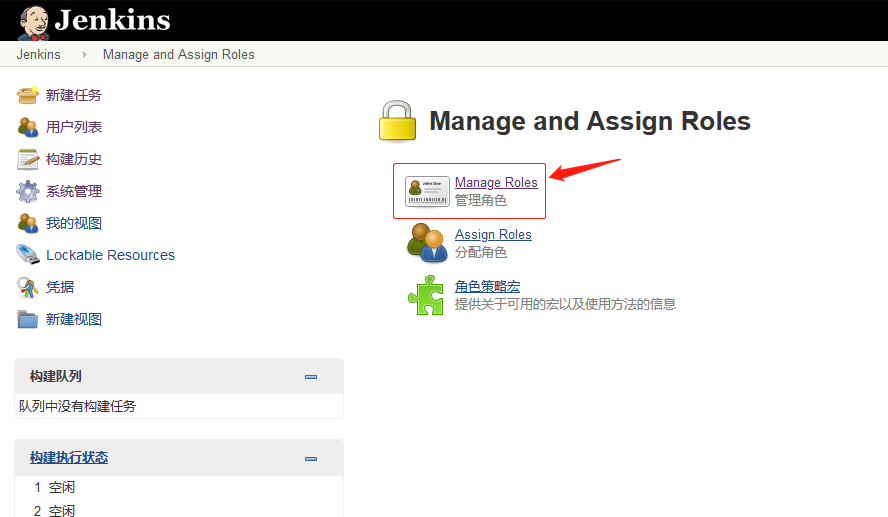 Jenkins
Jenkins
Manage and Assign Roles
新建任务
用户列表
构建历史
系统管理
我的视图
Lockable Resources
凭据
新建视图
构建队列
队列中没有构建任务
构建执行状态
1 空闲
2 空闲
Manage and Assign Roles
John Doe
Manage Roles
管理角色
Assign Roles
分配角色
角色策略宏
提供关于可用的宏以及使用方法的信息